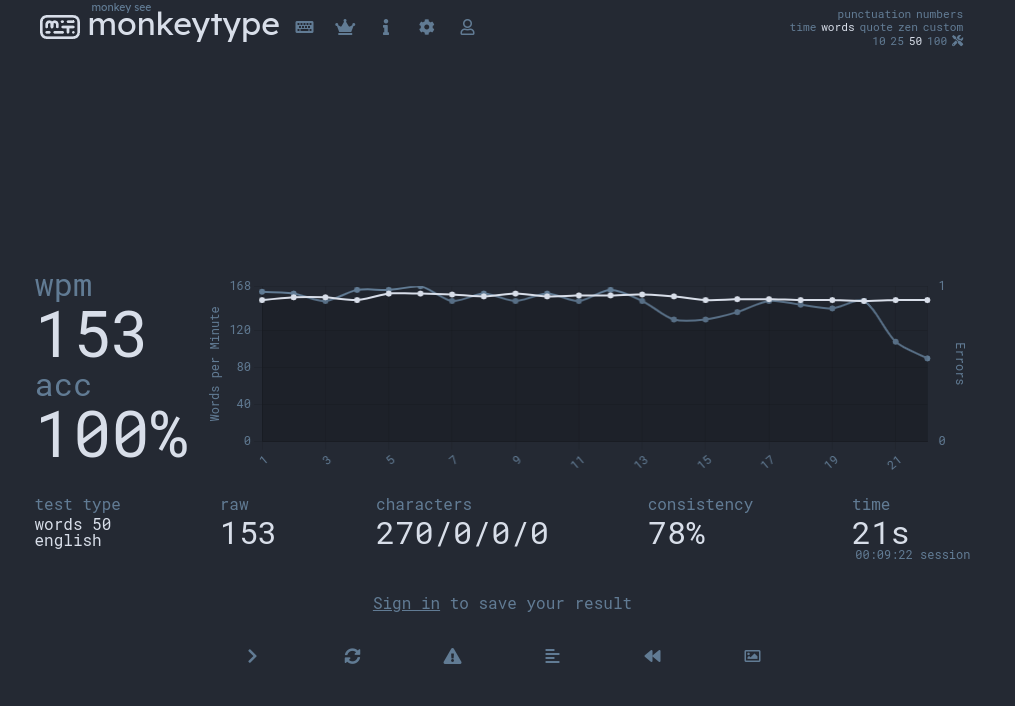 monkey see
monkeytype
punctuation numbers
time words quote zen custom
10 25 50 100
wpm
153
acc
100%
Words per Minute
168
120
80
40
0
1 3 5 7 9 11 13 15 17 19 21
1
0
Errors
test type
words 50
english
raw
153
characters
270/0/0/0
consistency
78%
time
21s
00:09:22 session
Sign in to save your result